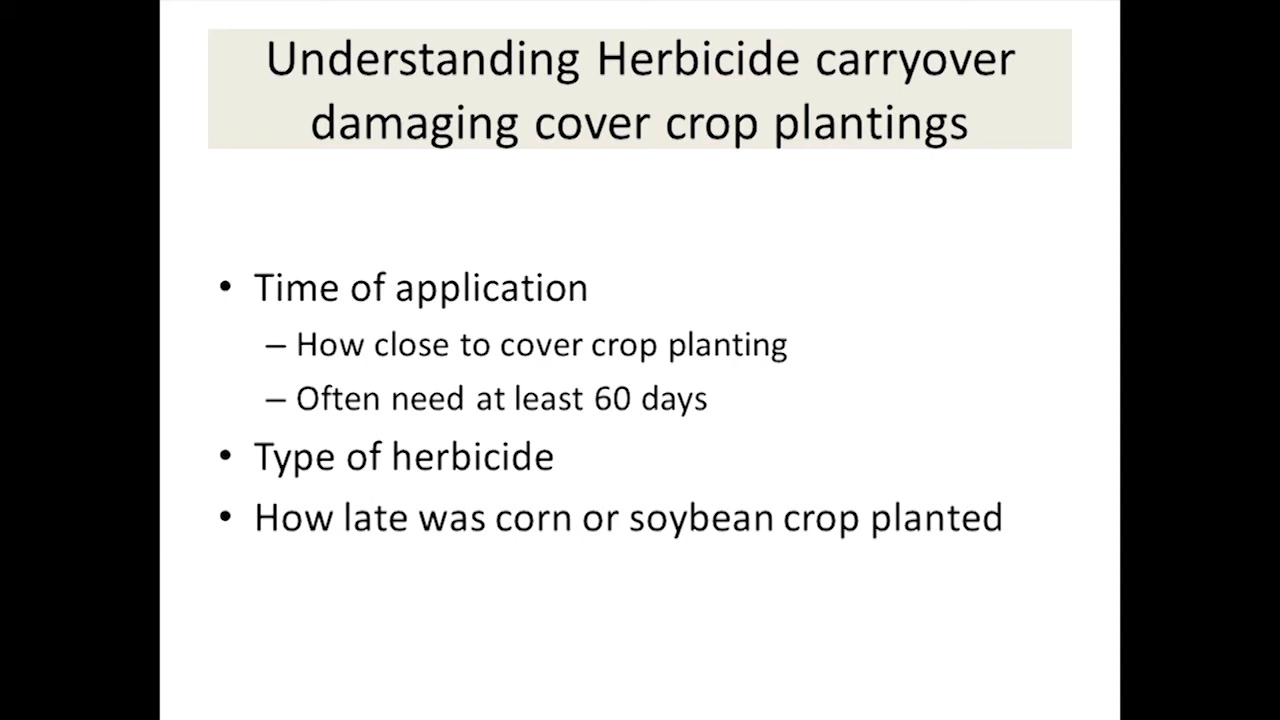 Understanding Herbicide carryover
damaging cover crop plantings
• Time of application
– How close to cover crop planting
– Often need at least 60 days
• Type of herbicide
• How late was corn or soybean crop planted